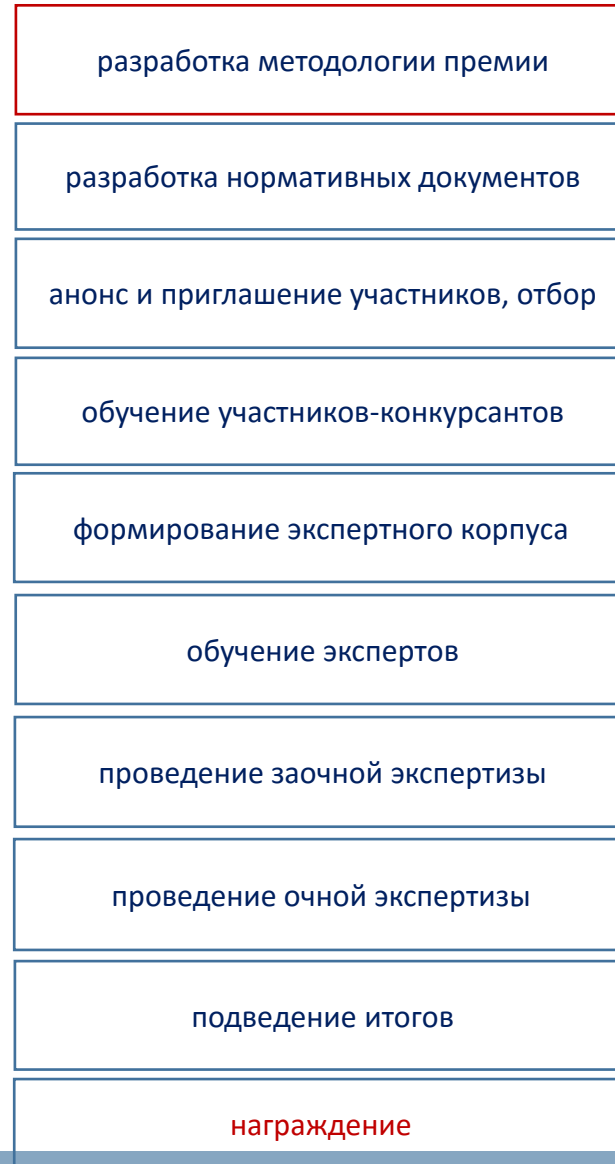 разработка методологии премии
разработка нормативных документов
анонс и приглашение участников, отбор
обучение участников-конкурсантов
формирование экспертного корпуса
обучение экспертов
проведение заочной экспертизы
проведение очной экспертизы
подведение итогов
награждение